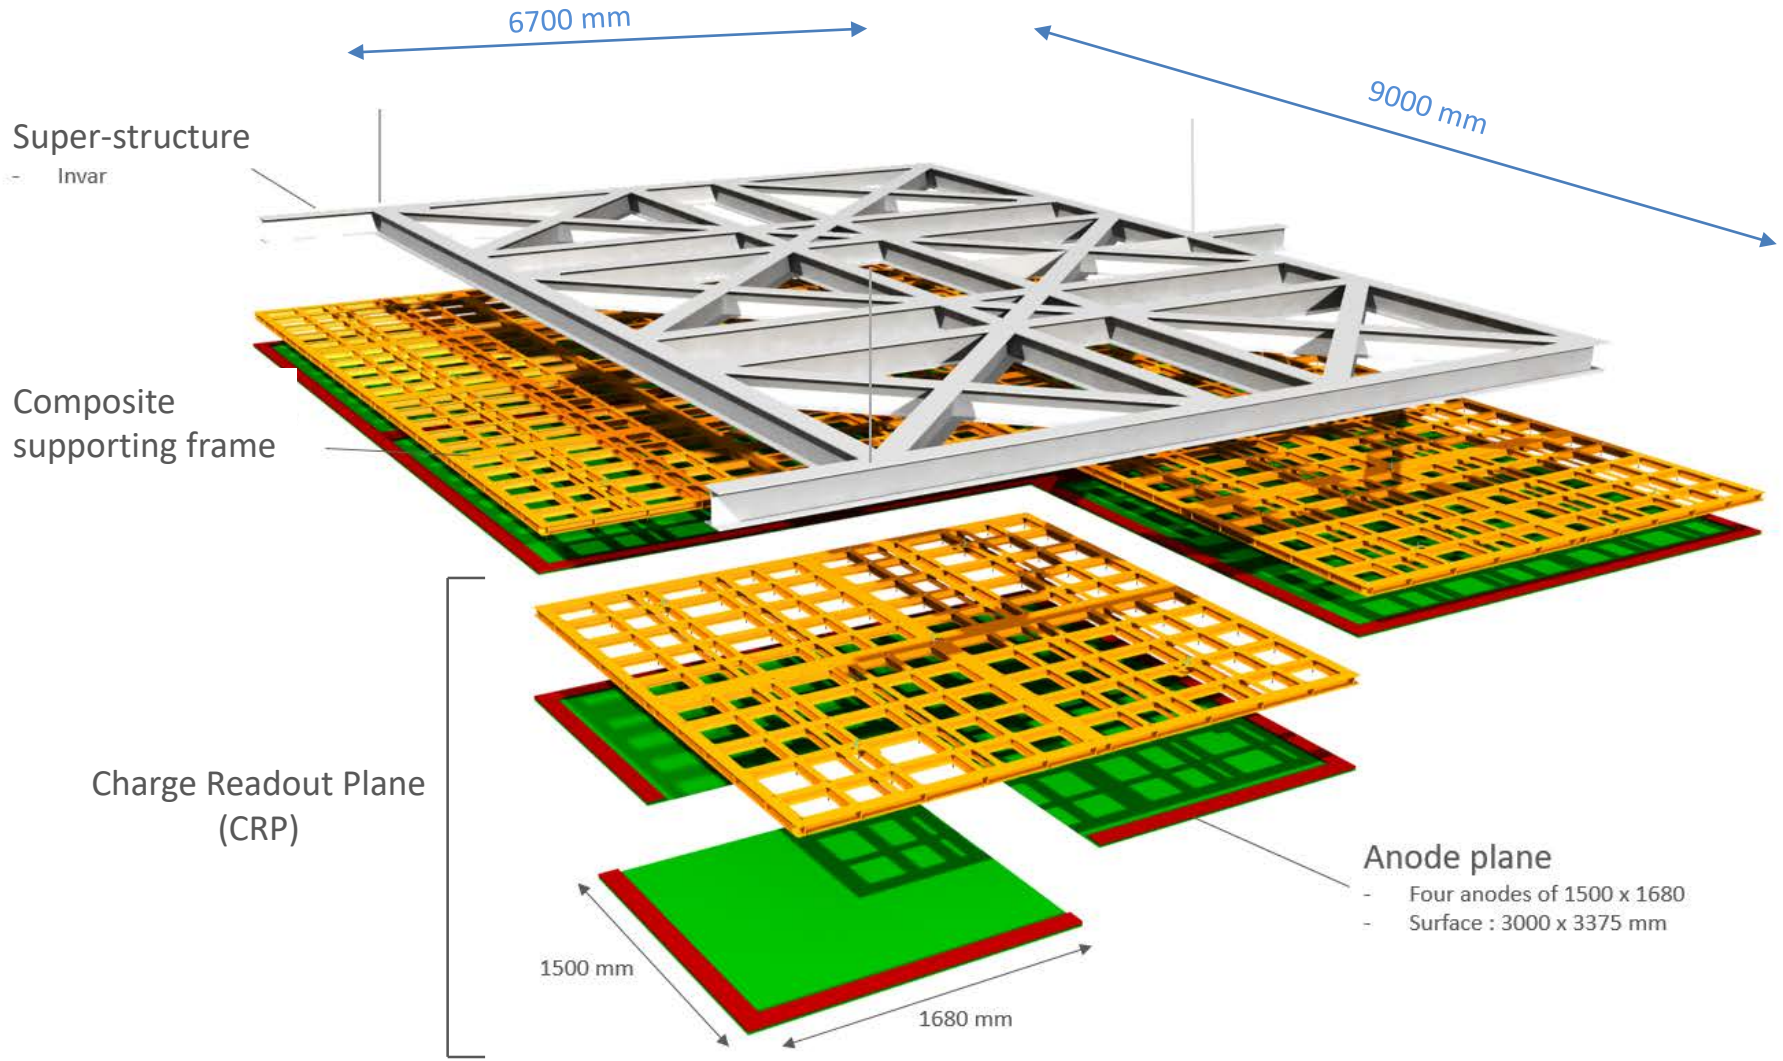 6700 mm
9000 mm
Super-structure
- Invar
Composite
supporting frame
Charge Readout Plane
(CRP)
Anode plane
- Four anodes of 1500 x 1680
- Surface : 3000 x 3375 mm
1500 mm
1680 mm